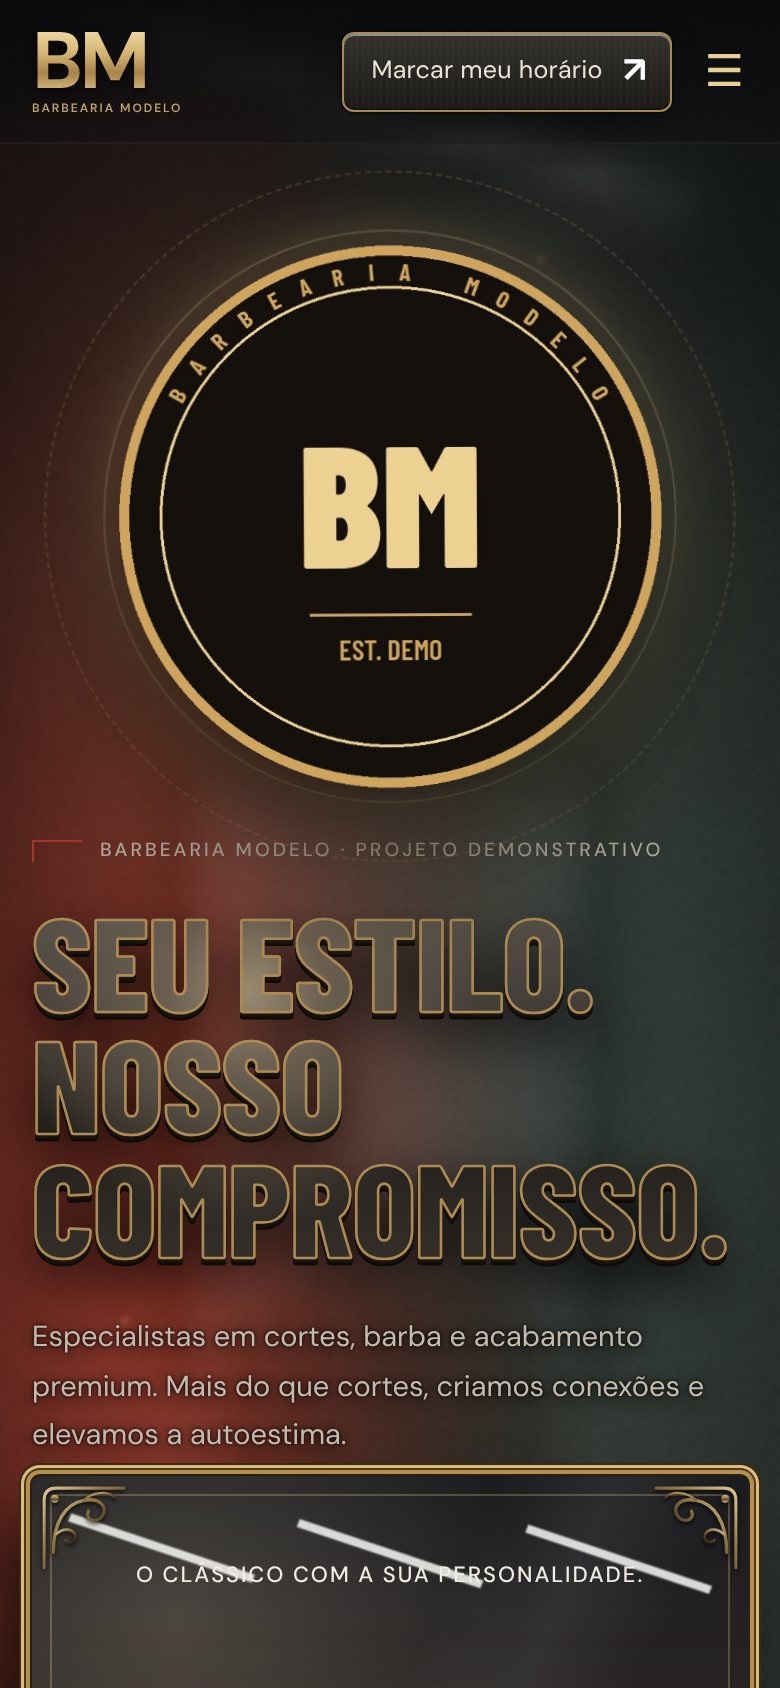 BM
BARBEARIA MODELO
Marcar meu horário
BARBEARIA MODELO
BM
EST. DEMO
BARBEARIA MODELO · PROJETO DEMONSTRATIVO
SEU ESTILO.
NOSSO
COMPROMISSO.
Especialistas em cortes, barba e acabamento
premium. Mais do que cortes, criamos conexões e
elevamos a autoestima.
O CLÁSSICO COM A SUA PERSONALIDADE.